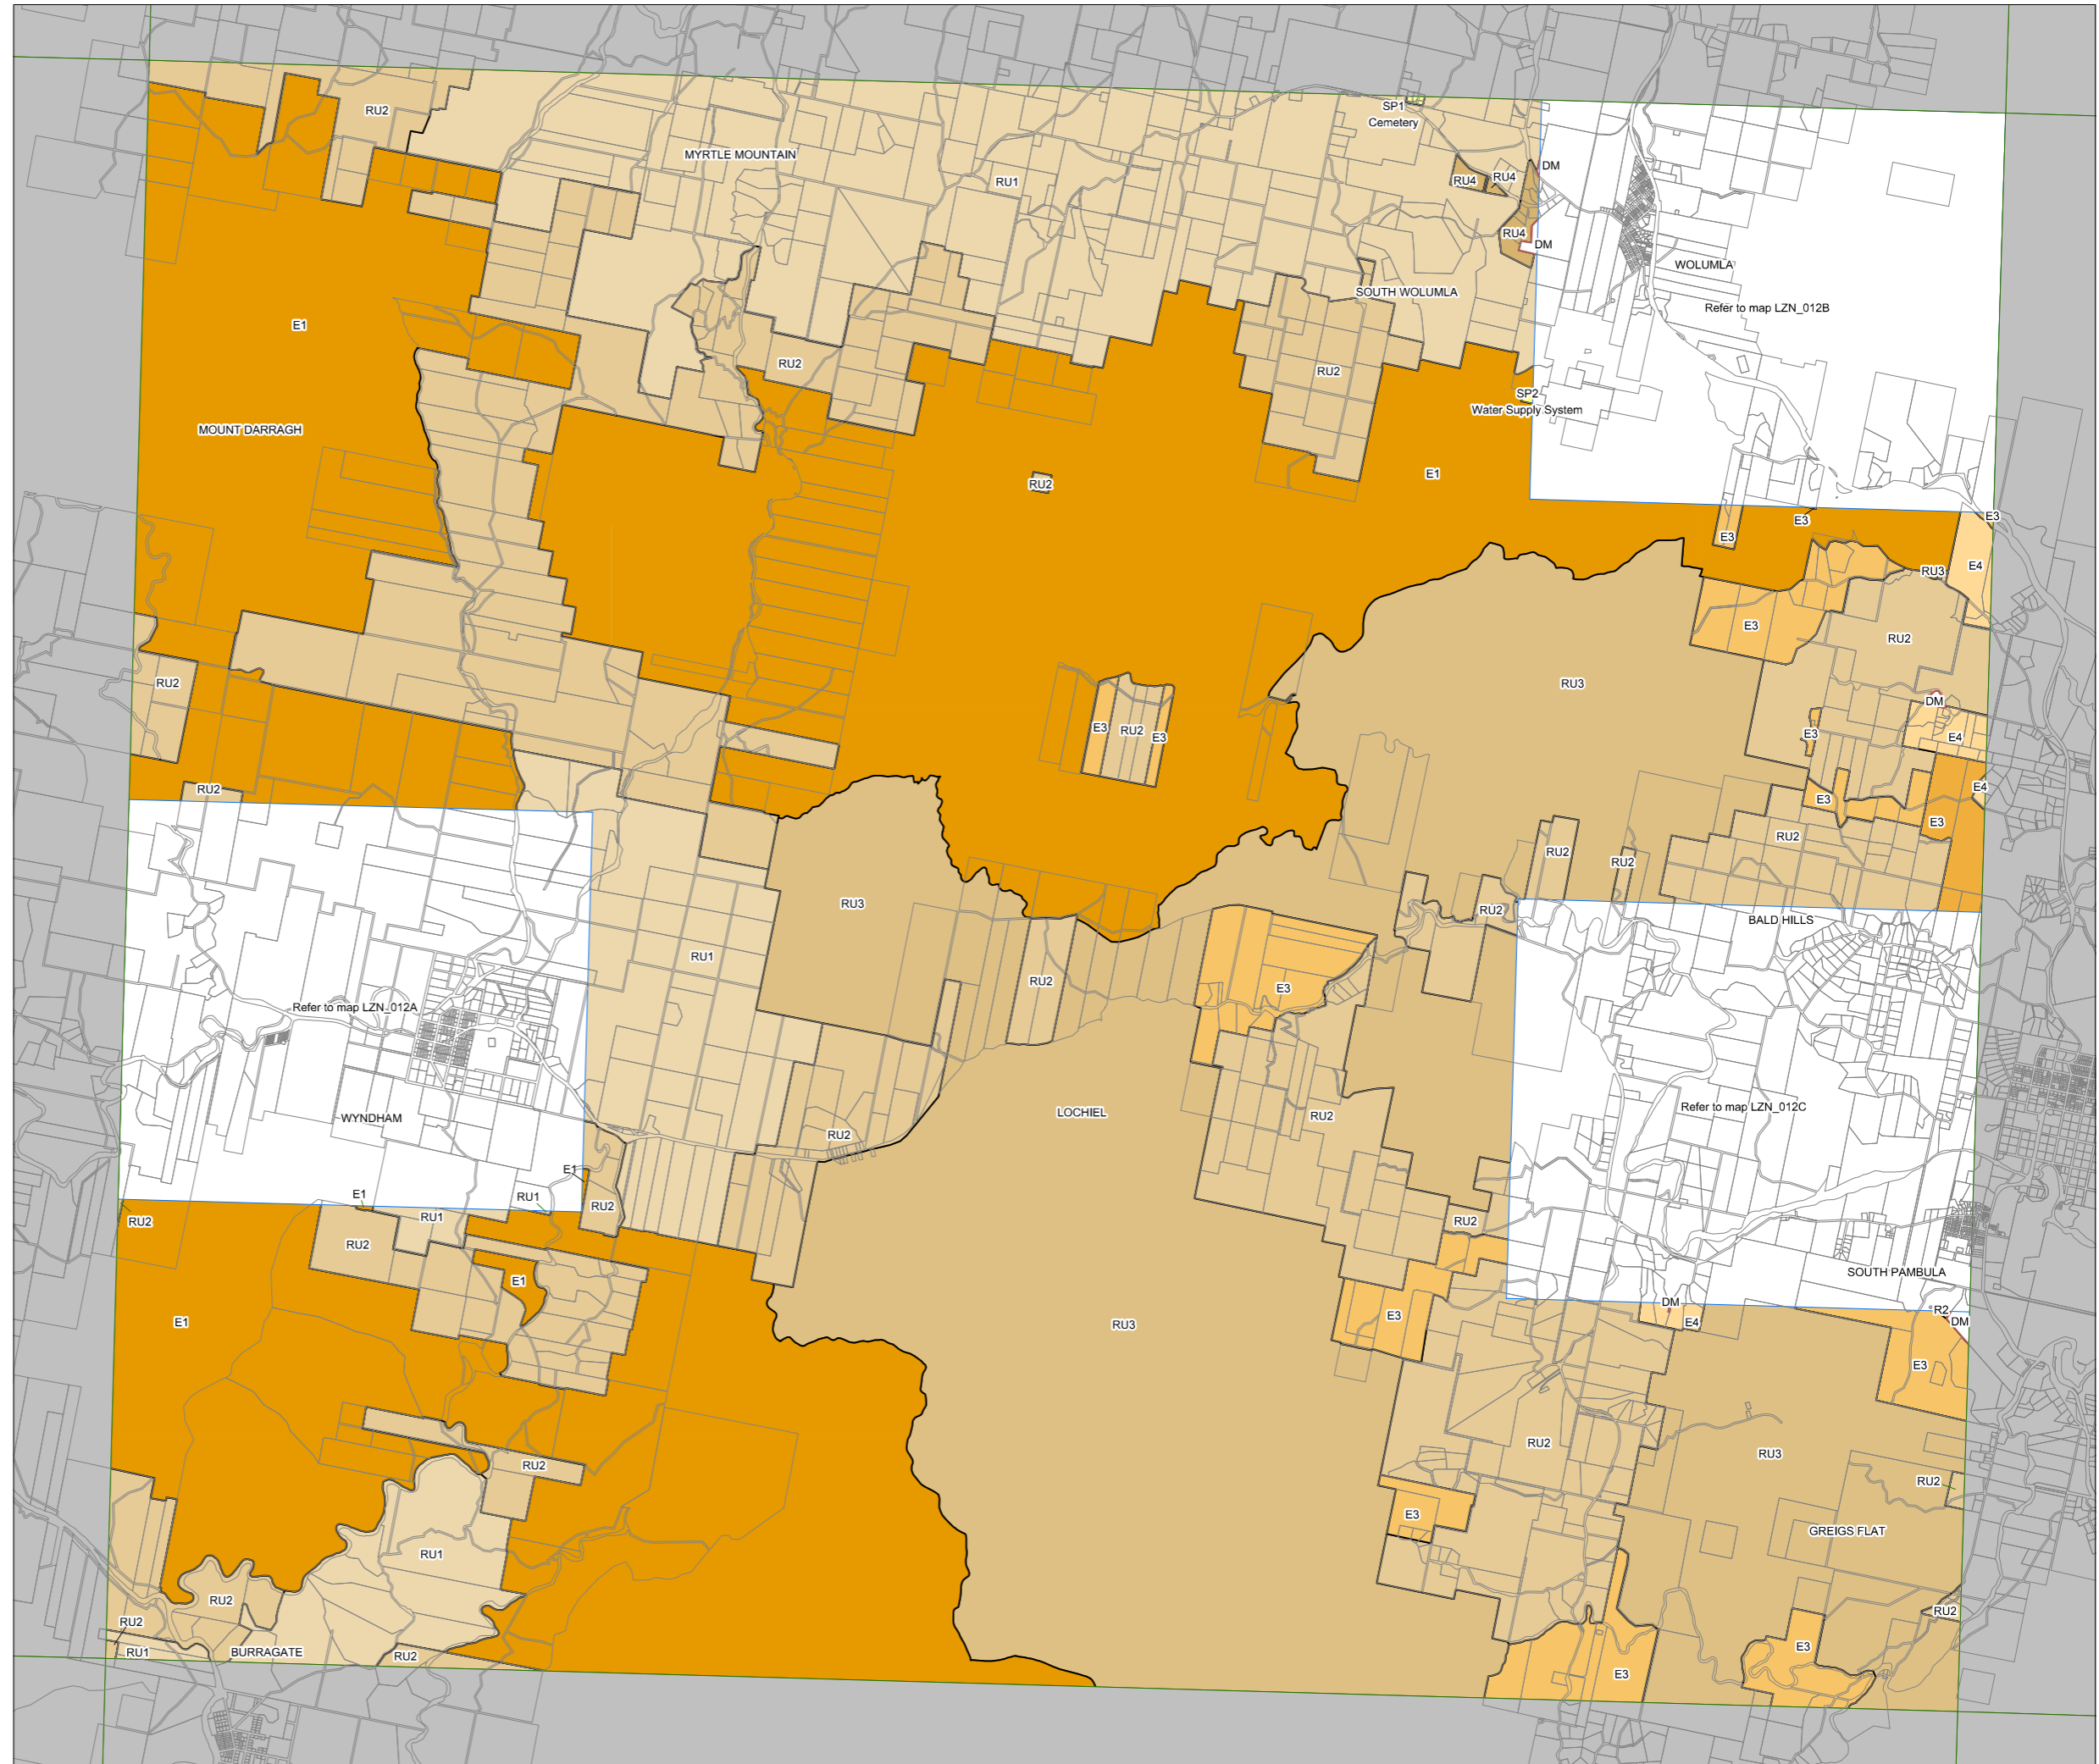 SP1
Cemetery
RU2
MYRTLE MOUNTAIN
DM
RU4
RU4
RU1
RU4
DM
WOLUMLA
SOUTH WOLUMLA
Refer to map LZN_012B
E1
RU2
RU2
SP2
Water Supply System
MOUNT DARRAGH
E1
RU2
E3
E3
E3
E4
RU3
E3
RU2
RU2
RU3
DM
E3
RU2
E3
E3
E4
RU2
E4
E3
E3
RU2
RU2
RU2
RU3
RU2
BALD HILLS
RU1
RU2
E3
Refer to map LZN_012A
Refer to map LZN_012C
LOCHIEL
RU2
WYNDHAM
RU2
E1
E1
RU1
RU2
RU2
RU1
RU2
RU2
SOUTH PAMBULA
E1
DM
R2
E1
RU3
E3
E4
DM
E3
RU2
RU3
RU2
RU2
E3
GREIGS FLAT
RU1
RU2
RU2
RU2
E3
RU1
BURRAGATE
RU2
E3